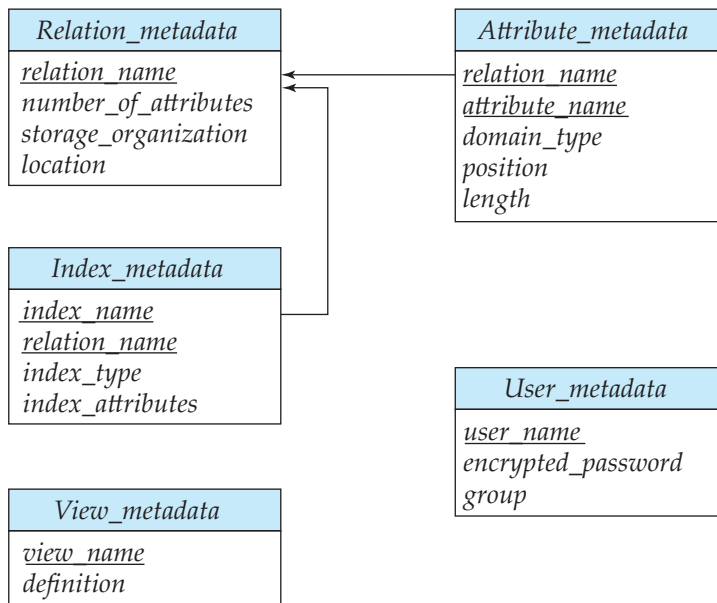 Relation_metadata
relation_name
number_of_attributes
storage_organization
location
Attribute_metadata
relation_name
attribute_name
domain_type
position
length
Index_metadata
index_name
relation_name
index_type
index_attributes
User_metadata
user_name
encrypted_password
group
View_metadata
view_name
definition